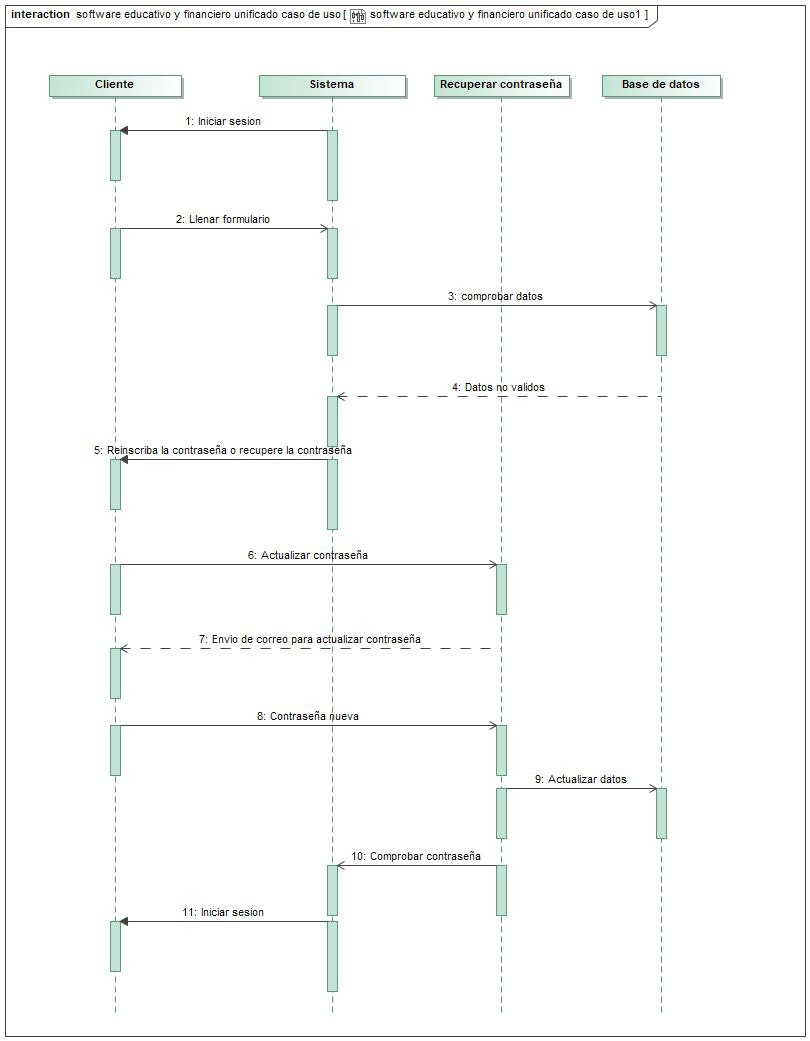 interaction software educativo y financiero unificado caso de uso [ software educativo y financiero unificado caso de uso1 ]
Cliente
Sistema
Recuperar contraseña
Base de datos
1: Iniciar sesion
2: Llenar formulario
3: comprobar datos
4: Datos no validos
5: Reinscriba la contraseña o recupere la contraseña
6: Actualizar contraseña
7: Envio de correo para actualizar contraseña
8: Contraseña nueva
9: Actualizar datos
10: Comprobar contraseña
11: Iniciar sesion